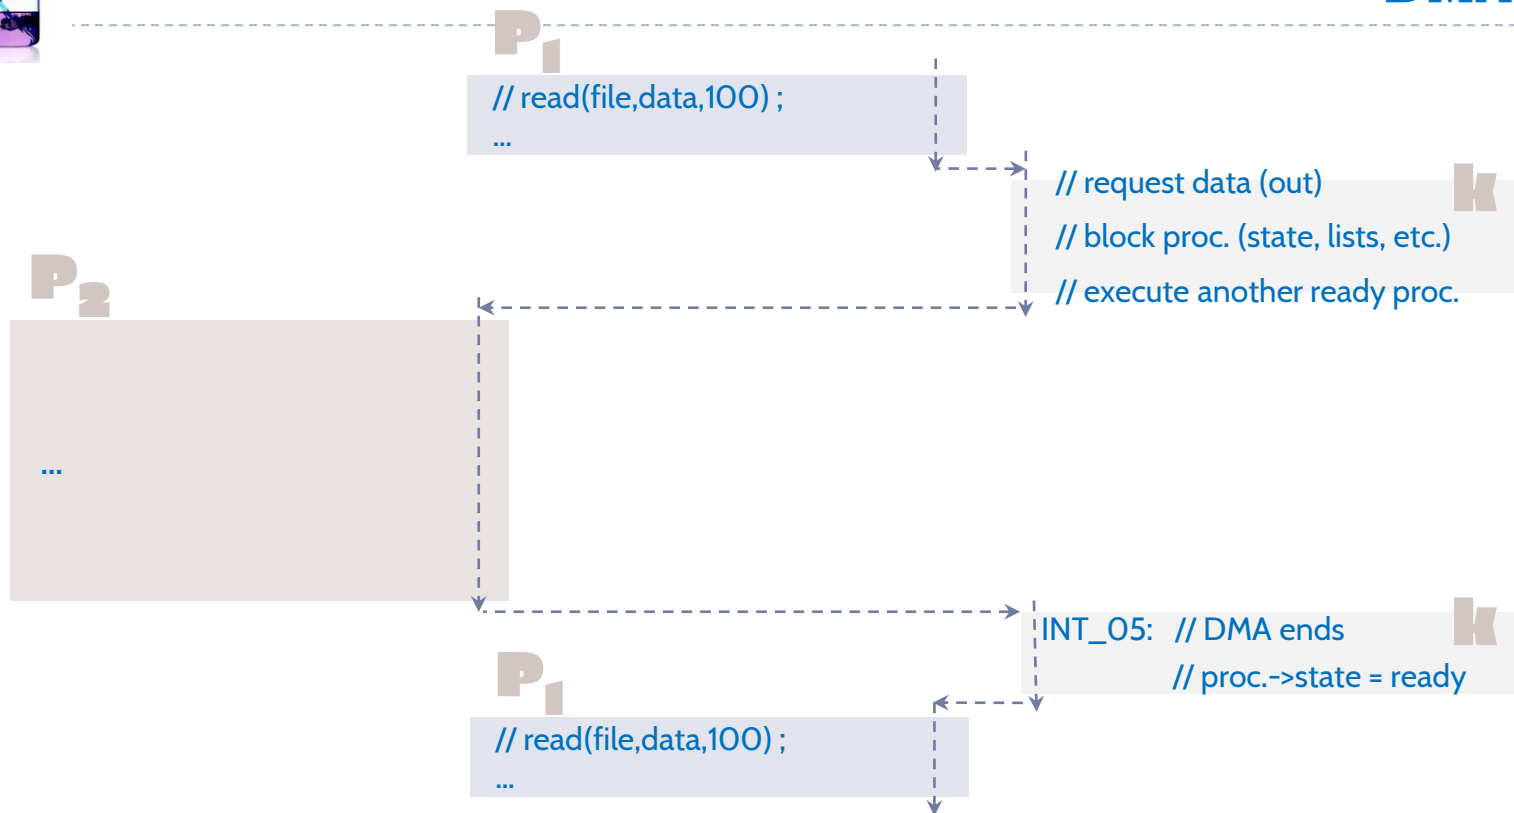 DMA
P1
// read(file,data,100) ;
...
k
// request data (out)
// block proc. (state, lists, etc.)
// execute another ready proc.
P2
...
k
INT_05: // DMA ends
// proc.->state = ready
P1
// read(file,data,100) ;
...